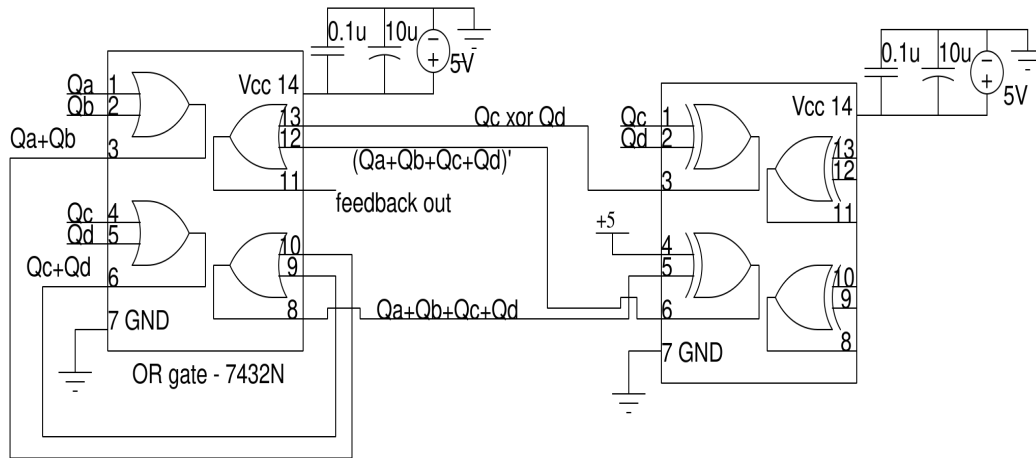 0.1u 10u
5V
Vcc 14
Qa 1
Qb 2
Qa+Qb
3
13
12
11
feedback out
Qc 4
Qd 5
Qc+Qd
6
10
9
8
7 GND
OR gate - 7432N
Qc xor Qd
(Qa+Qb+Qc+Qd)'
Qa+Qb+Qc+Qd
0.1u 10u
5V
Vcc 14
Qc 1
Qd 2
3
13
12
11
+5
4
5
6
10
9
8
7 GND